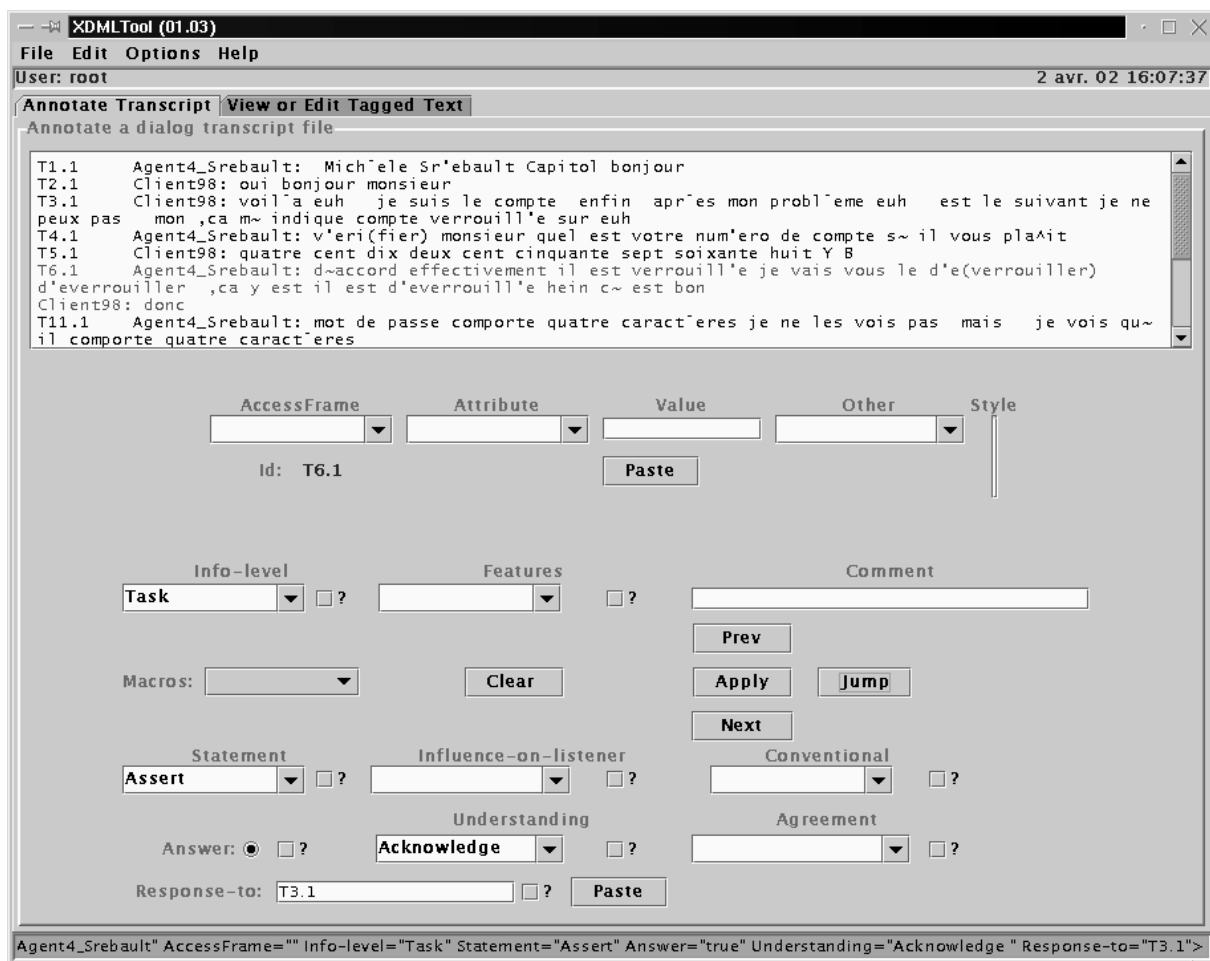 XDMLTool (01.03)
File Edit Options Help
User: root 2 avr. 02 16:07:37
Annotate Transcript View or Edit Tagged Text
Annotate a dialog transcript file
T1.1 Agent4_Srebault: Mich`ele Sr'ebault Capitol bonjour
T2.1 Client98: oui bonjour monsieur
T3.1 Client98: voil`a euh je suis le compte enfin apr`es mon probl`eme euh est le suivant je ne
peux pas mon ,ca m~ indique compte verrouill'e sur euh
T4.1 Agent4_Srebault: v'eri(fier) monsieur quel est votre num'ero de compte s~ il vous pla^it
T5.1 Client98: quatre cent dix deux cent cinquante sept soixante huit Y B
T6.1 Agent4_Srebault: d~accord effectivement il est verrouill'e je vais vous le d'e(verrouiller)
d'everrouiller ,ca y est il est d'everrouill'e hein c~ est bon
Client98: donc
T11.1 Agent4_Srebault: mot de passe comporte quatre caract`eres je ne les vois pas mais je vois qu~
il comporte quatre caract`eres
AccessFrame Attribute Value Other Style
Id: T6.1 Paste
Info-level Features Comment
Task ? ?
Prev
Macros: Clear Apply Jump
Next
Statement Influence-on-listener Conventional
Assert ? ? ?
Understanding Agreement
Answer: ? Acknowledge ? ?
Response-to: T3.1 ? Paste
Agent4_Srebault" AccessFrame="" Info-level="Task" Statement="Assert" Answer="true" Understanding="Acknowledge " Response-to="T3.1">